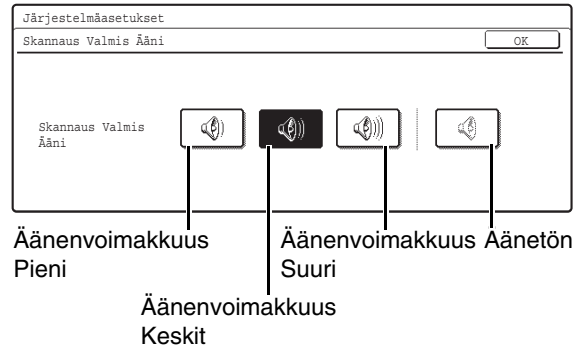 Järjestelmäasetukset
Skannaus Valmis Ääni
OK
Skannaus Valmis
Ääni
Äänenvoimakkuus
Pieni
Äänenvoimakkuus
Keskit
Äänenvoimakkuus
Suuri
Äänetön